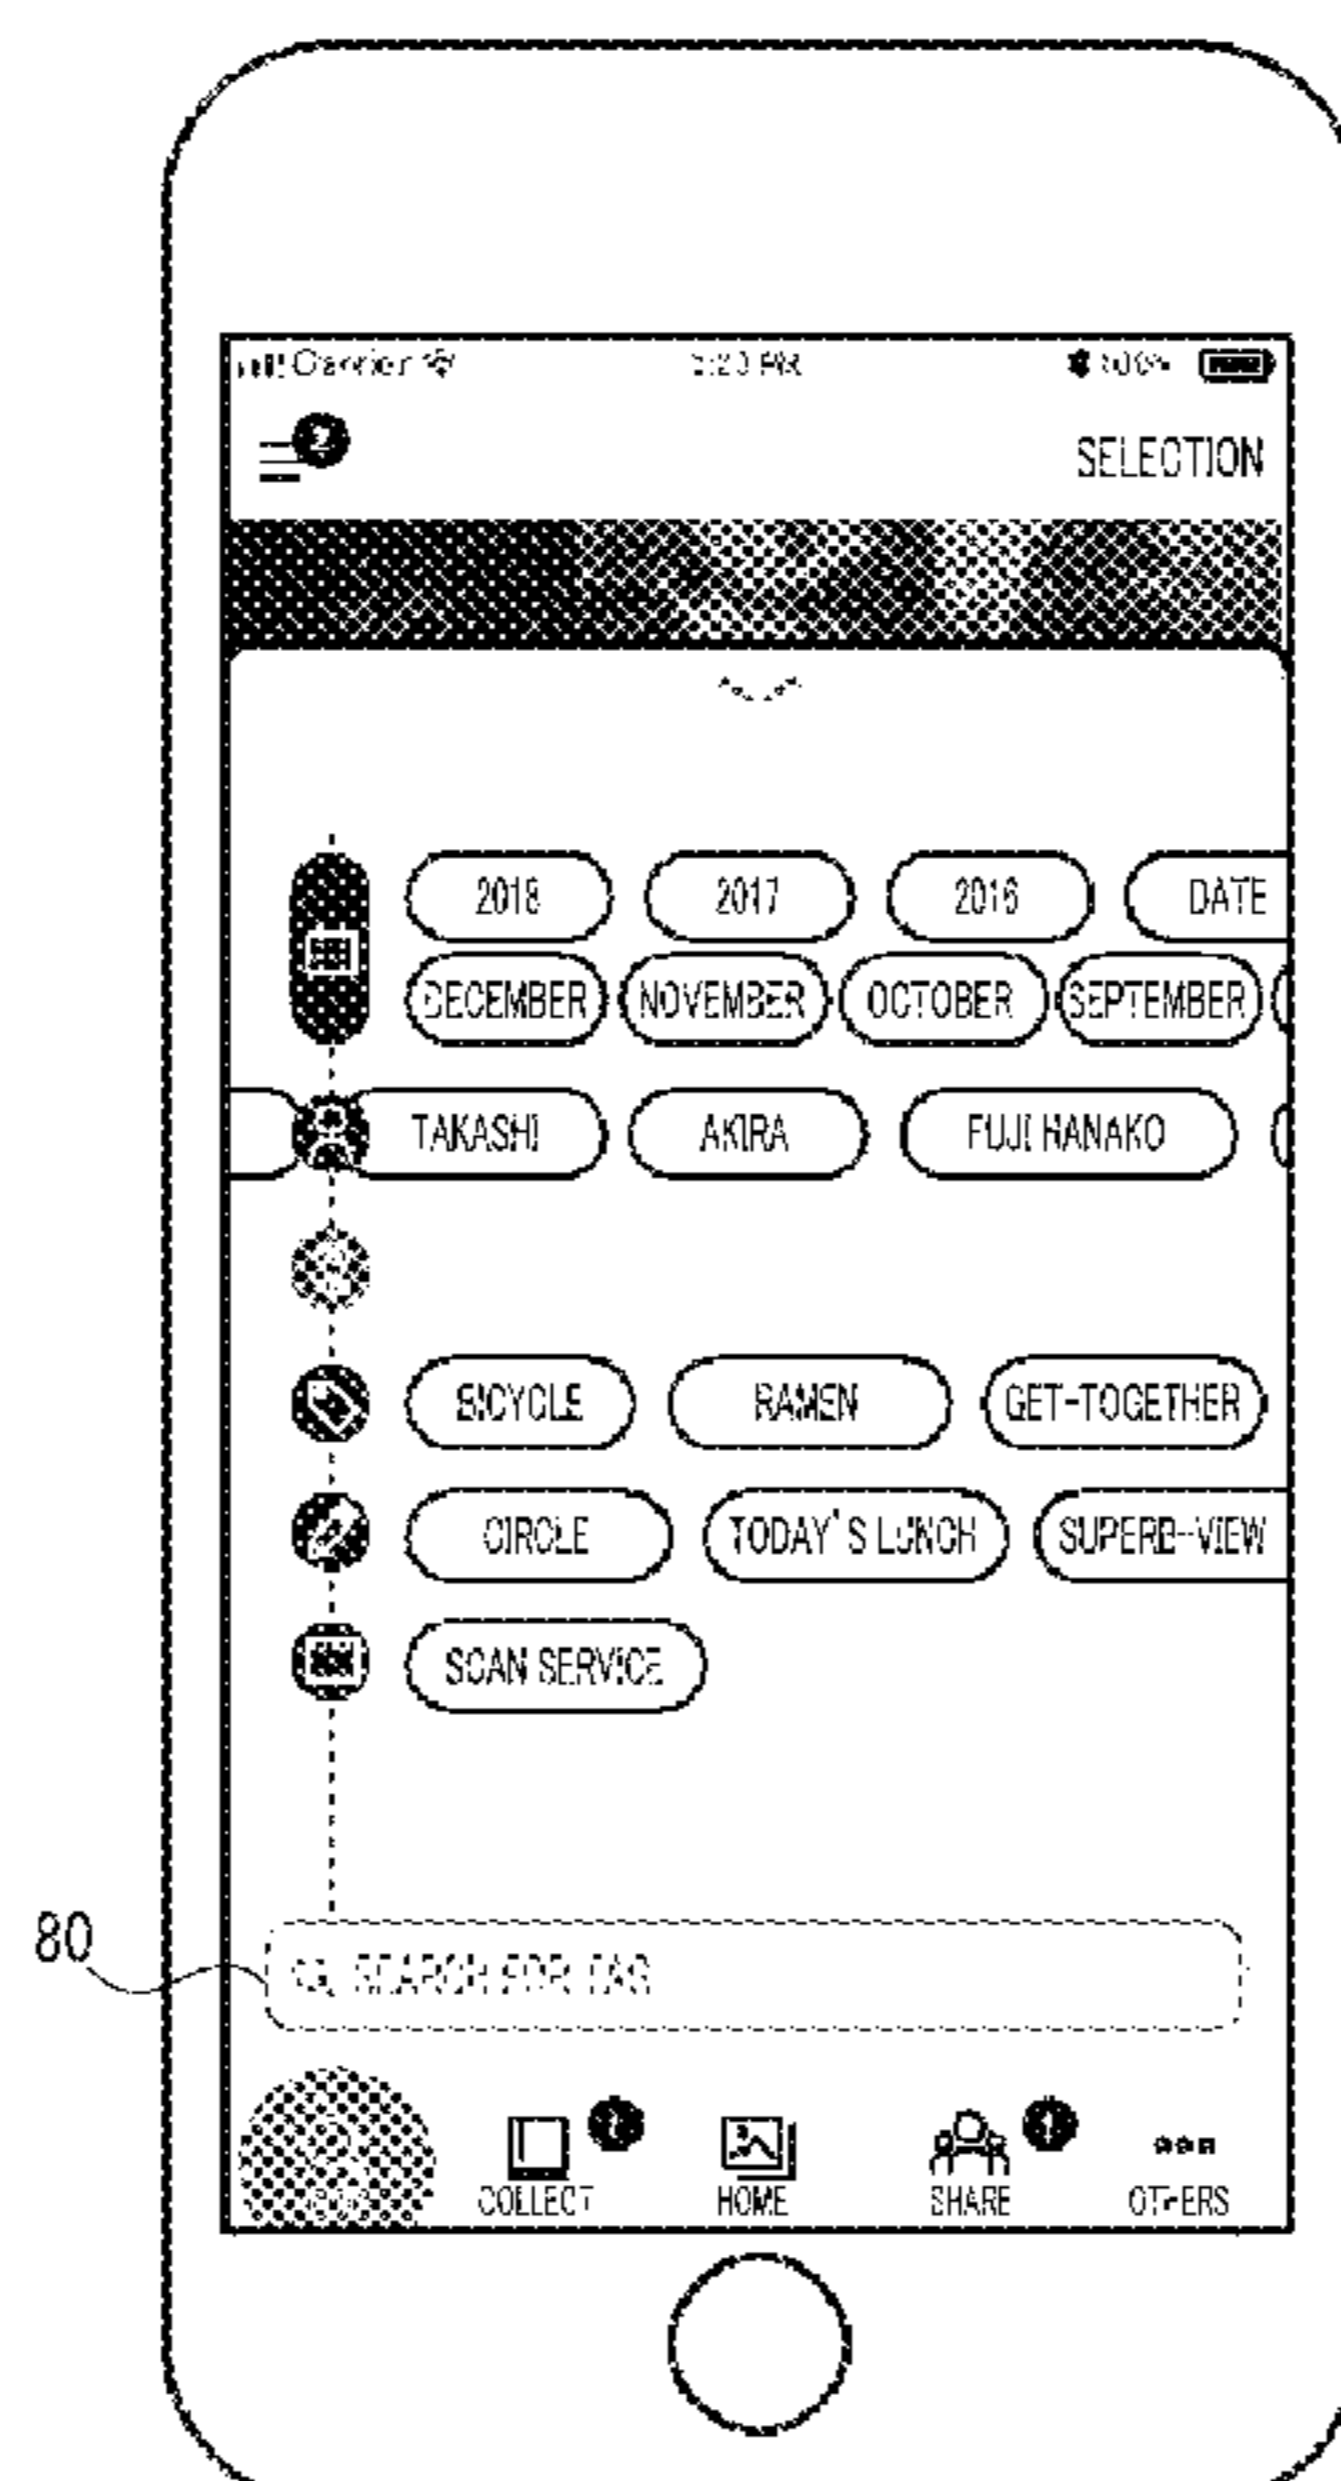 Carrier
SELECTION
2018 2017 2016 DATE
DECEMBER NOVEMBER OCTOBER SEPTEMBER
TAKASHI AKIRA FUJI HANAKO
BICYCLE RAMEN GET-TOGETHER
CIRCLE TODAY'S LUNCH SUPERB-VIEW
SCAN SERVICE
80
SEARCH FOR TAG
COLLECT HOME SHARE OTHERS